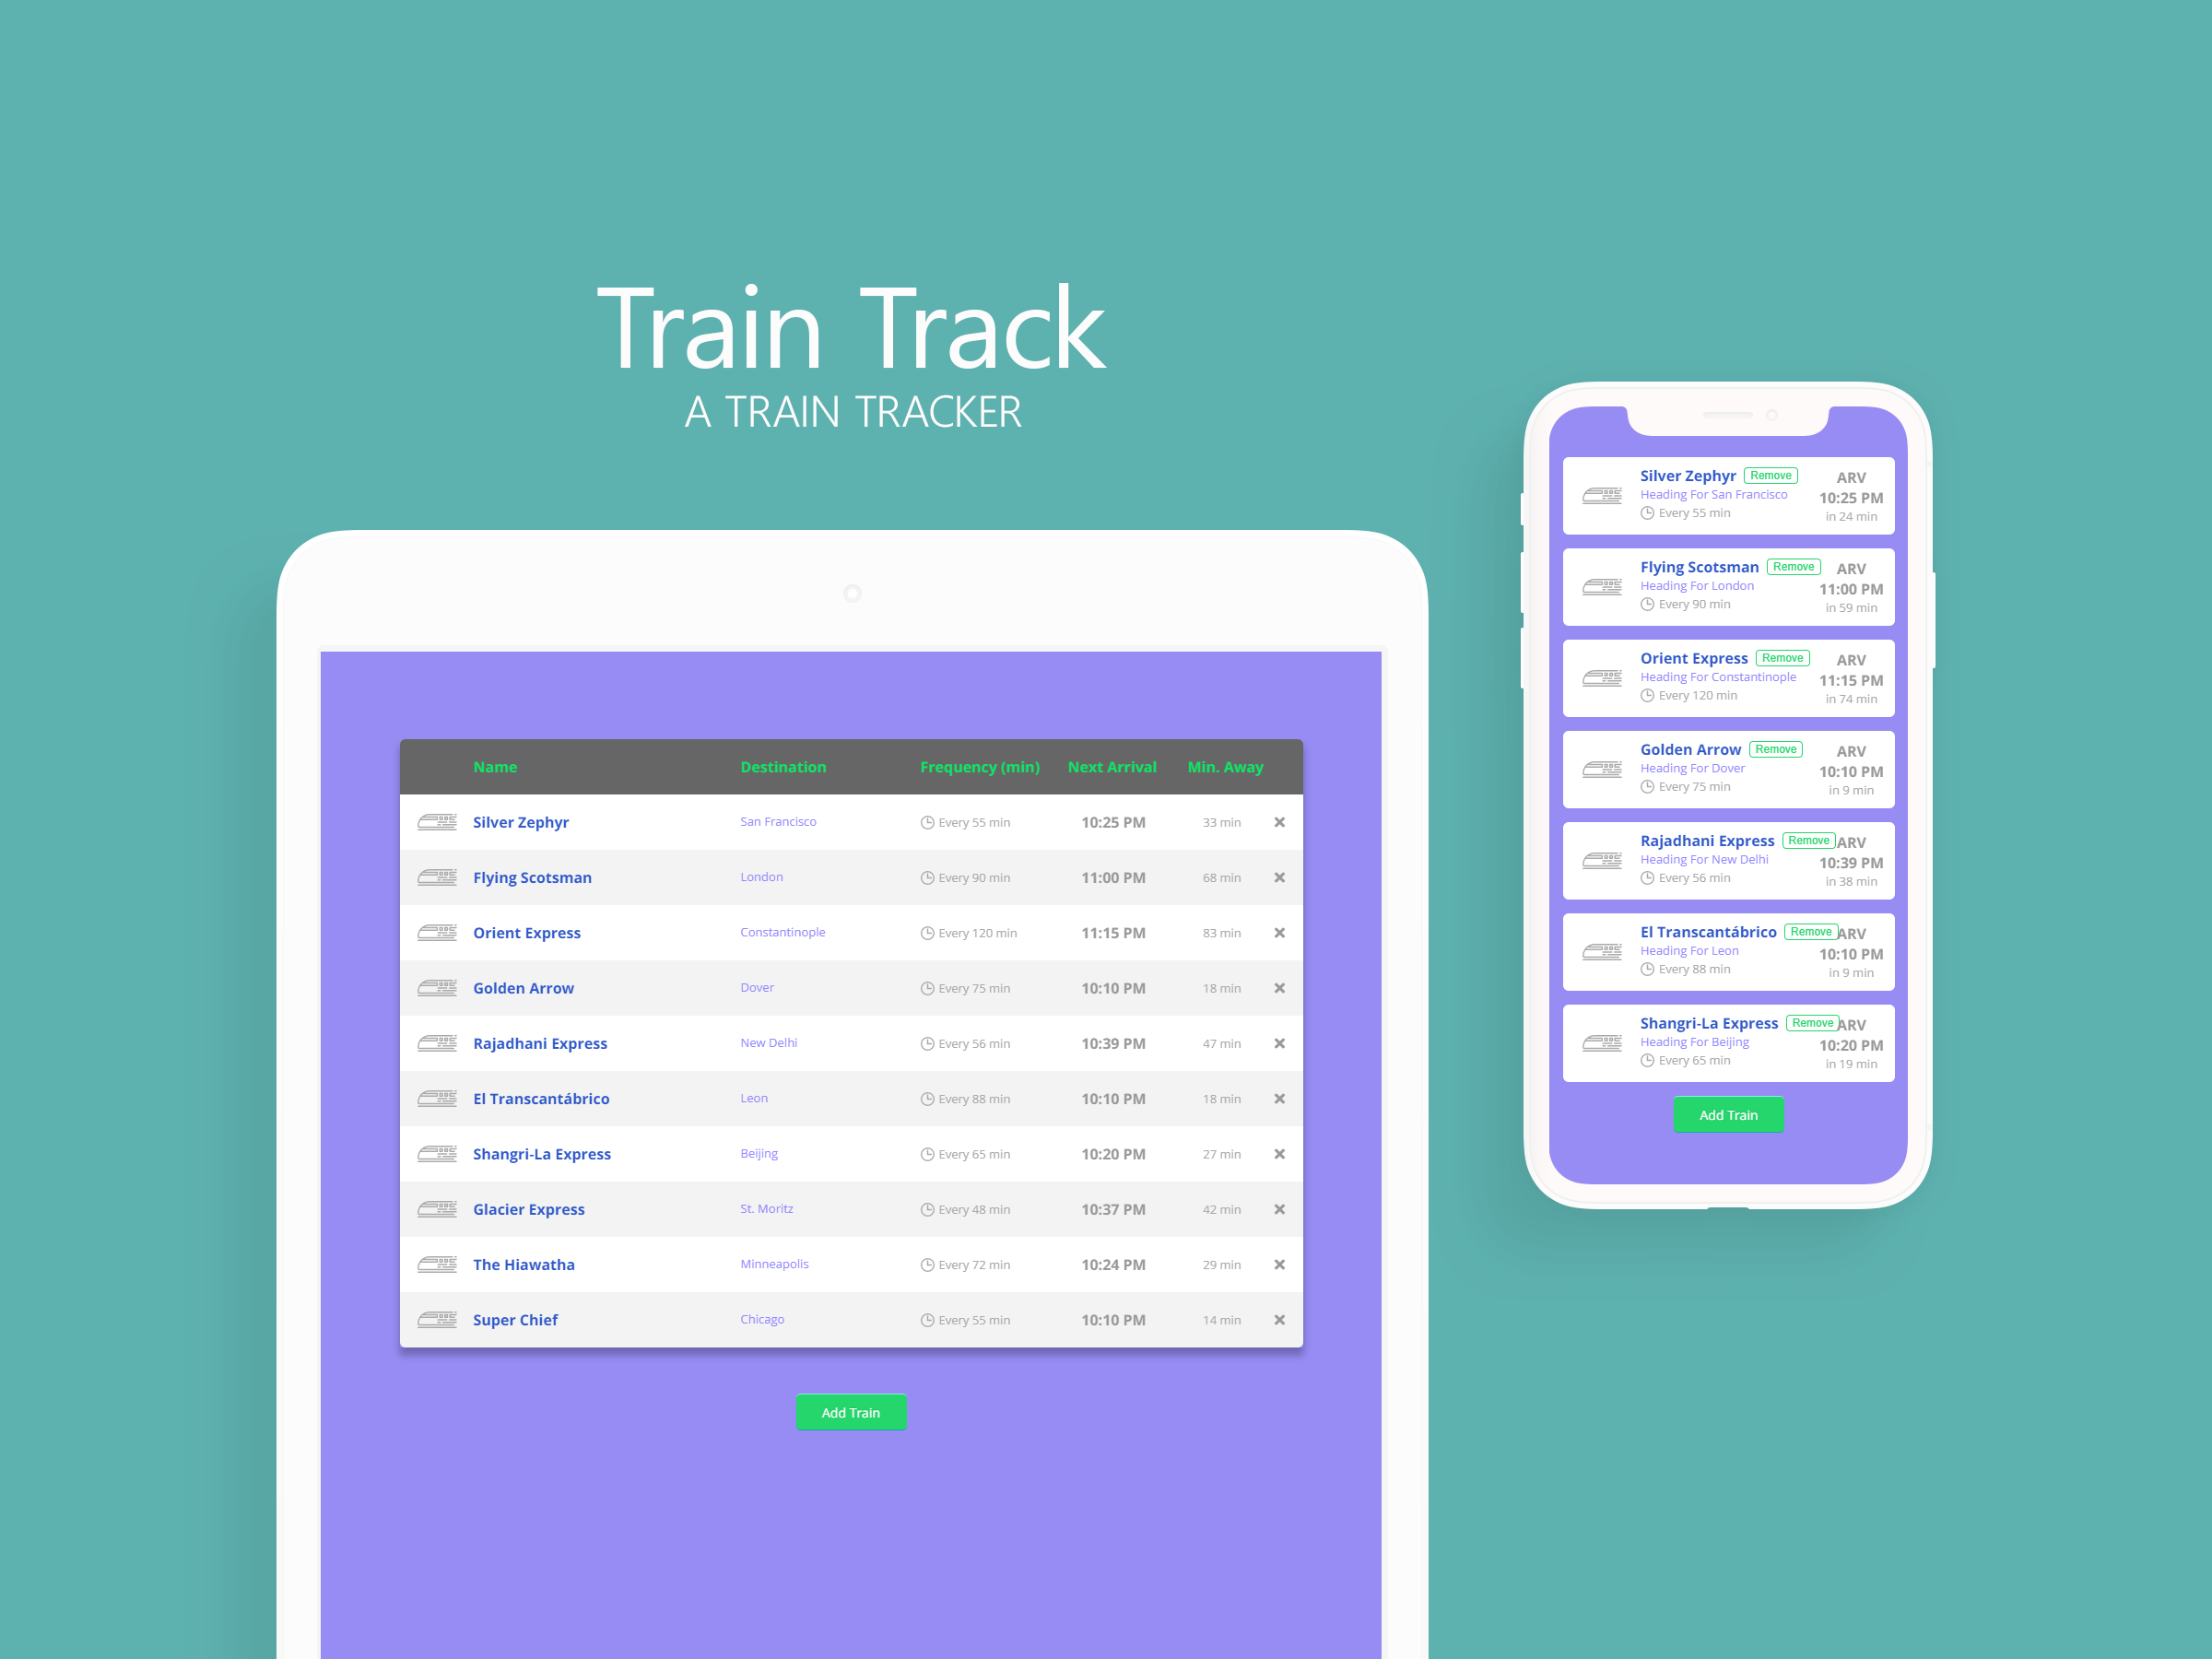 Train Track
A TRAIN TRACKER
Name Destination Frequency (min) Next Arrival Min. Away
Silver Zephyr San Francisco Every 55 min 10:25 PM 33 min
Flying Scotsman London Every 90 min 11:00 PM 68 min
Orient Express Constantinople Every 120 min 11:15 PM 83 min
Golden Arrow Dover Every 75 min 10:10 PM 18 min
Rajadhani Express New Delhi Every 56 min 10:39 PM 47 min
El Transcantábrico Leon Every 88 min 10:10 PM 18 min
Shangri-La Express Beijing Every 65 min 10:20 PM 27 min
Glacier Express St. Moritz Every 48 min 10:37 PM 42 min
The Hiawatha Minneapolis Every 72 min 10:24 PM 29 min
Super Chief Chicago Every 55 min 10:10 PM 14 min
Add Train
Silver Zephyr Remove ARV
Heading For San Francisco 10:25 PM
Every 55 min in 24 min
Flying Scotsman Remove ARV
Heading For London 11:00 PM
Every 90 min in 59 min
Orient Express Remove ARV
Heading For Constantinople 11:15 PM
Every 120 min in 74 min
Golden Arrow Remove ARV
Heading For Dover 10:10 PM
Every 75 min in 9 min
Rajadhani Express Remove ARV
Heading For New Delhi 10:39 PM
Every 56 min in 38 min
El Transcantábrico Remove ARV
Heading For Leon 10:10 PM
Every 88 min in 9 min
Shangri-La Express Remove ARV
Heading For Beijing 10:20 PM
Every 65 min in 19 min
Add Train